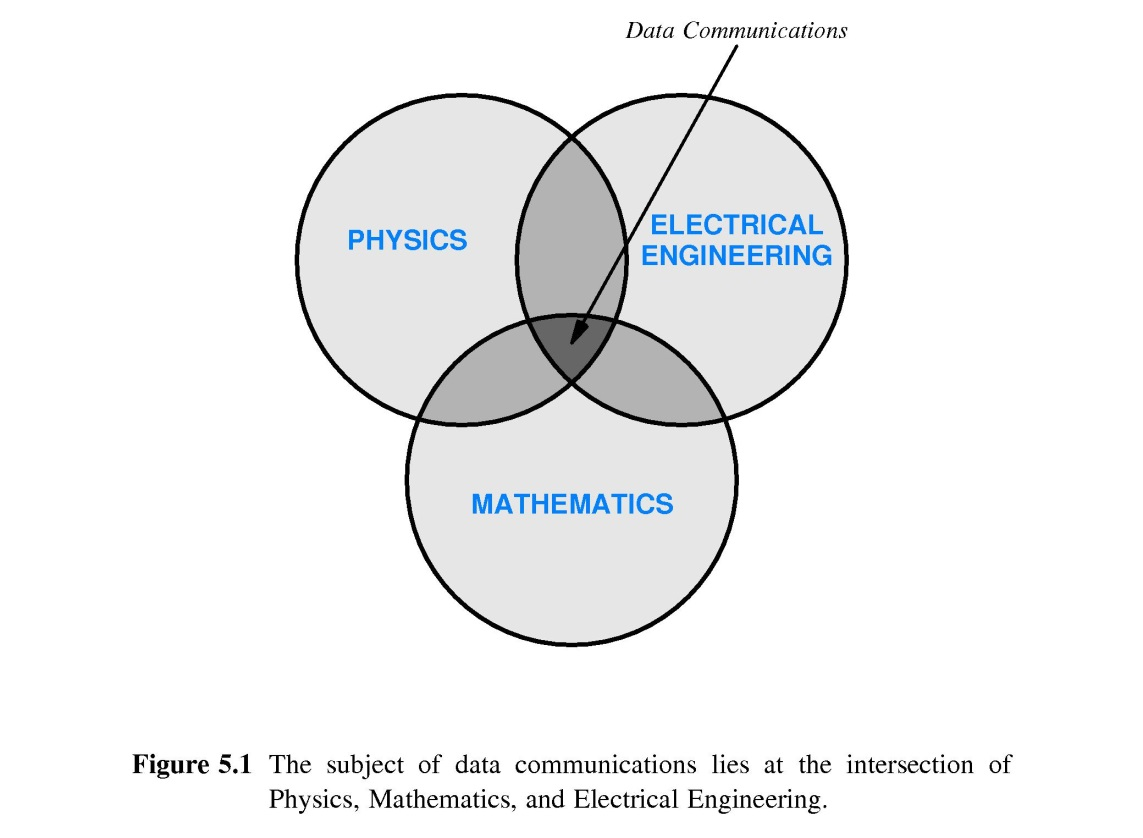 Data Communications
PHYSICS
ELECTRICAL
ENGINEERING
MATHEMATICS
Figure 5.1 The subject of data communications lies at the intersection of
Physics, Mathematics, and Electrical Engineering.